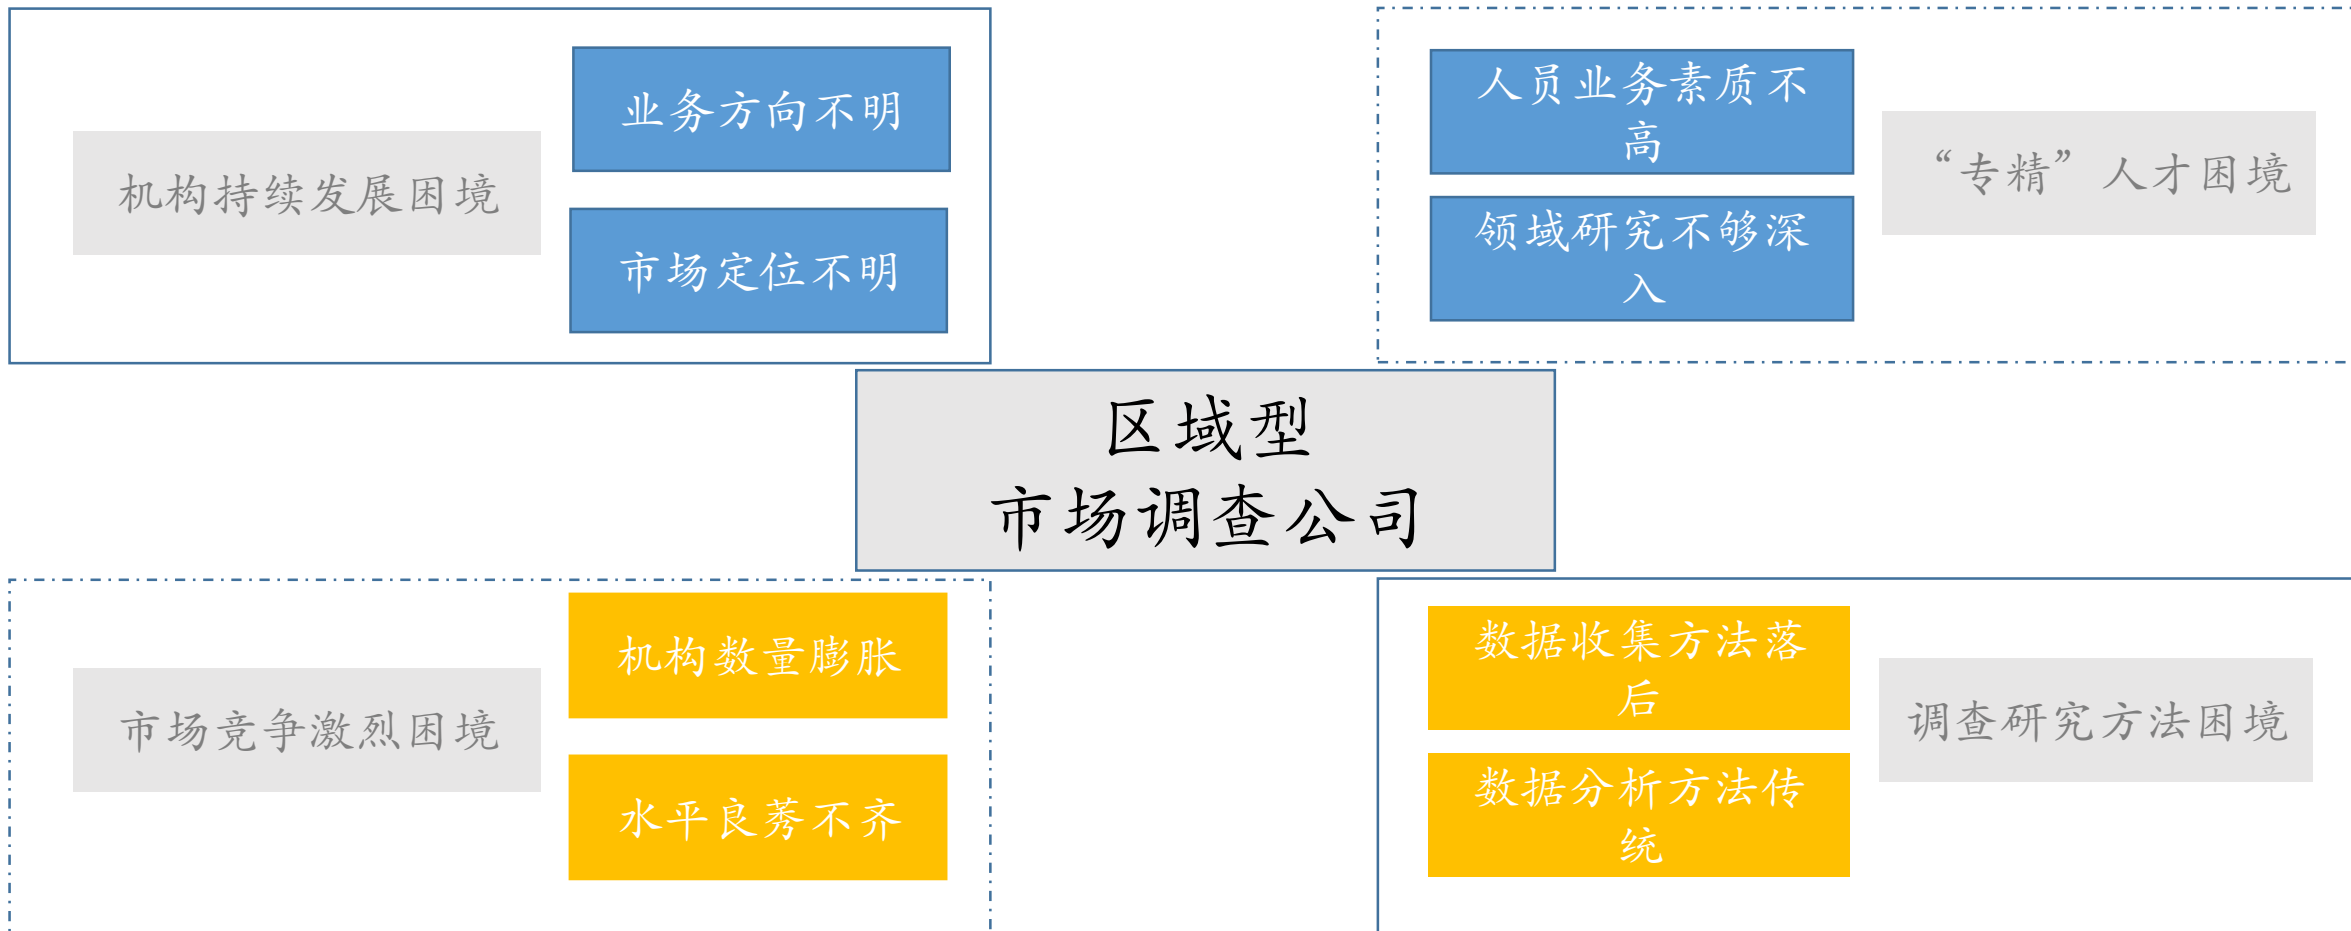 业务方向不明
机构持续发展困境
市场定位不明
人员业务素质不
高
“专精”人才困境
领域研究不够深
入
区域型
市场调查公司
机构数量膨胀
市场竞争激烈困境
水平良莠不齐
数据收集方法落
后
调查研究方法困境
数据分析方法传
统